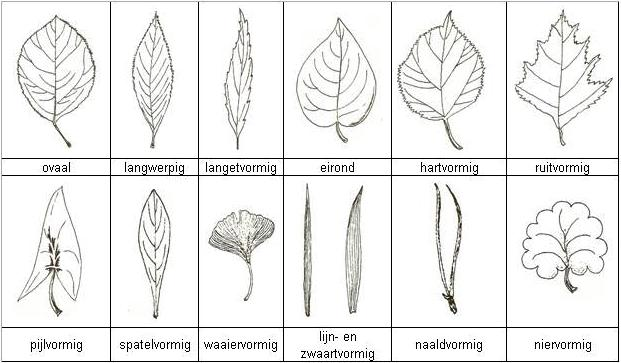 ovaal
langwerpig
langetvormig
eirond
hartvormig
ruitvormig
pijlvormig
spatelvormig
waaiervormig
lijn- en
zwaartvormig
naaldvormig
niervormig